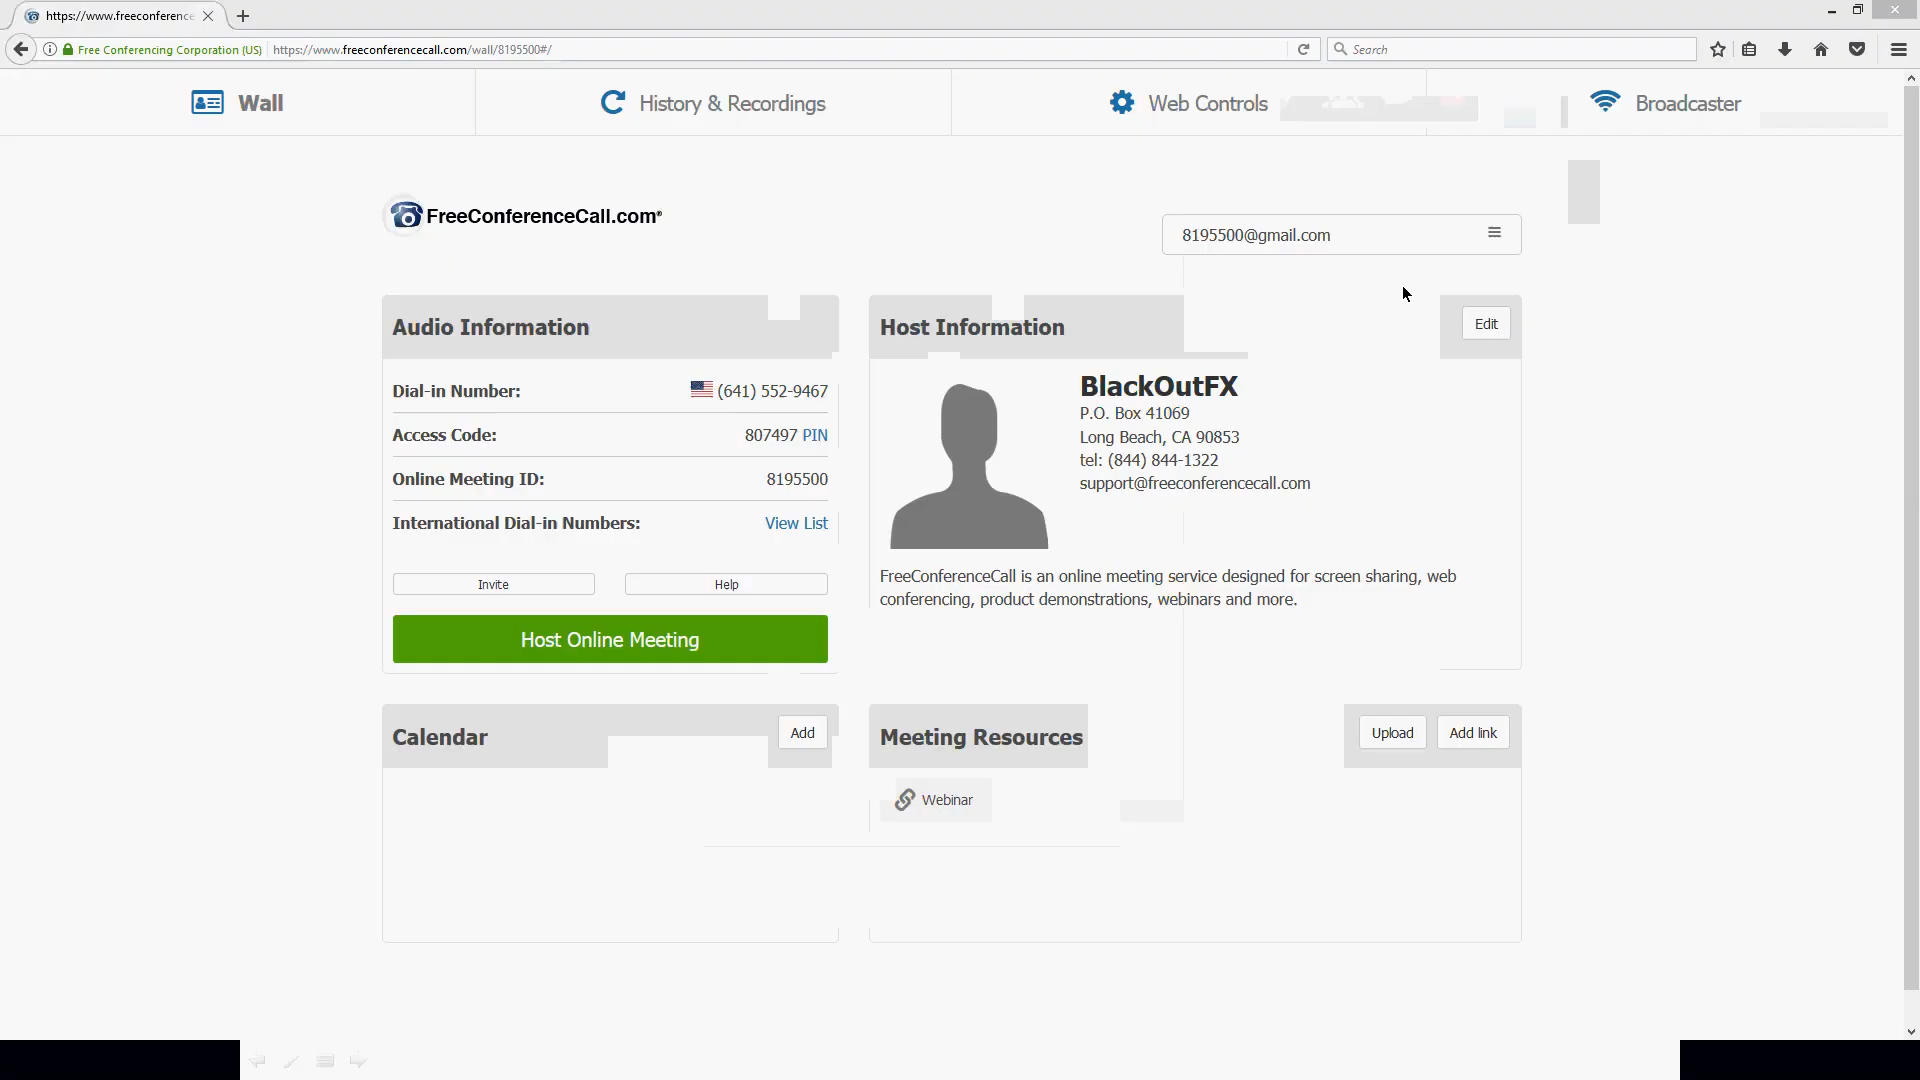 https://www.freeconference
Free Conferencing Corporation (US)
https://www.freeconferencecall.com/wall/8195500#/
Search
Wall
History & Recordings
Web Controls
Broadcaster
FreeConferenceCall.com®
8195500@gmail.com
Audio Information
Dial-in Number: (641) 552-9467
Access Code: 807497 PIN
Online Meeting ID: 8195500
International Dial-in Numbers: View List
Invite
Help
Host Online Meeting
Host Information
Edit
BlackOutFX
P.O. Box 41069
Long Beach, CA 90853
tel: (844) 844-1322
support@freeconferencecall.com
FreeConferenceCall is an online meeting service designed for screen sharing, web
conferencing, product demonstrations, webinars and more.
Calendar
Add
Meeting Resources
Upload
Add link
Webinar